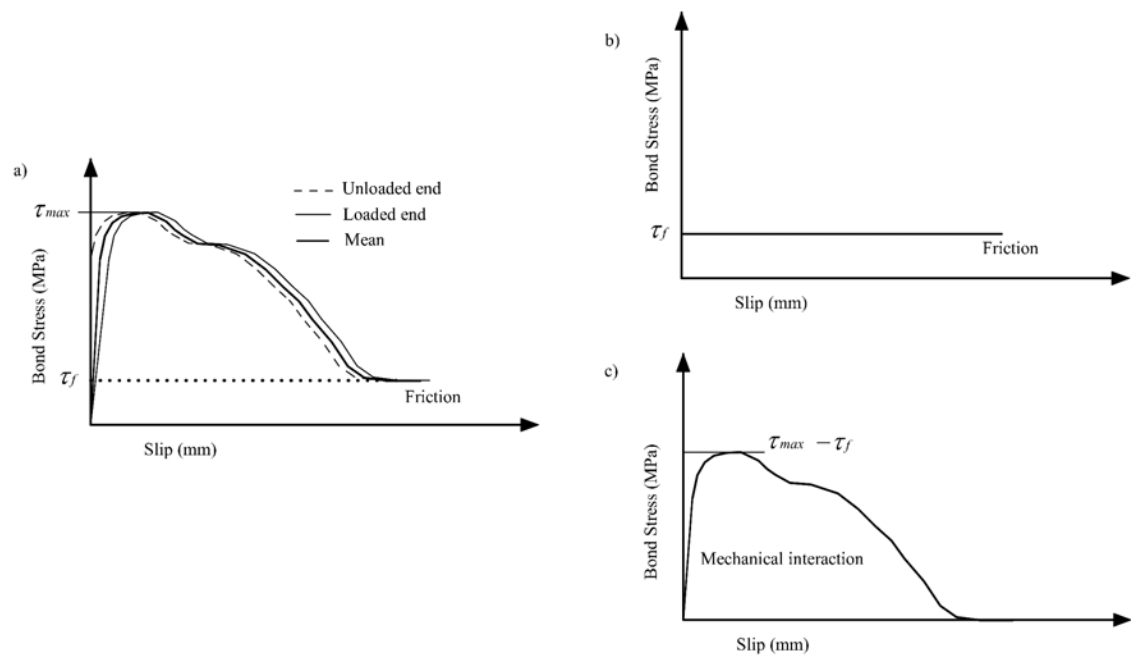 a)
τmax
Bond Stress (MPa)
τf
Unloaded end
Loaded end
Mean
Friction
Slip (mm)
b)
Bond Stress (MPa)
τf
Friction
Slip (mm)
c)
Bond Stress (MPa)
τmax − τf
Mechanical interaction
Slip (mm)